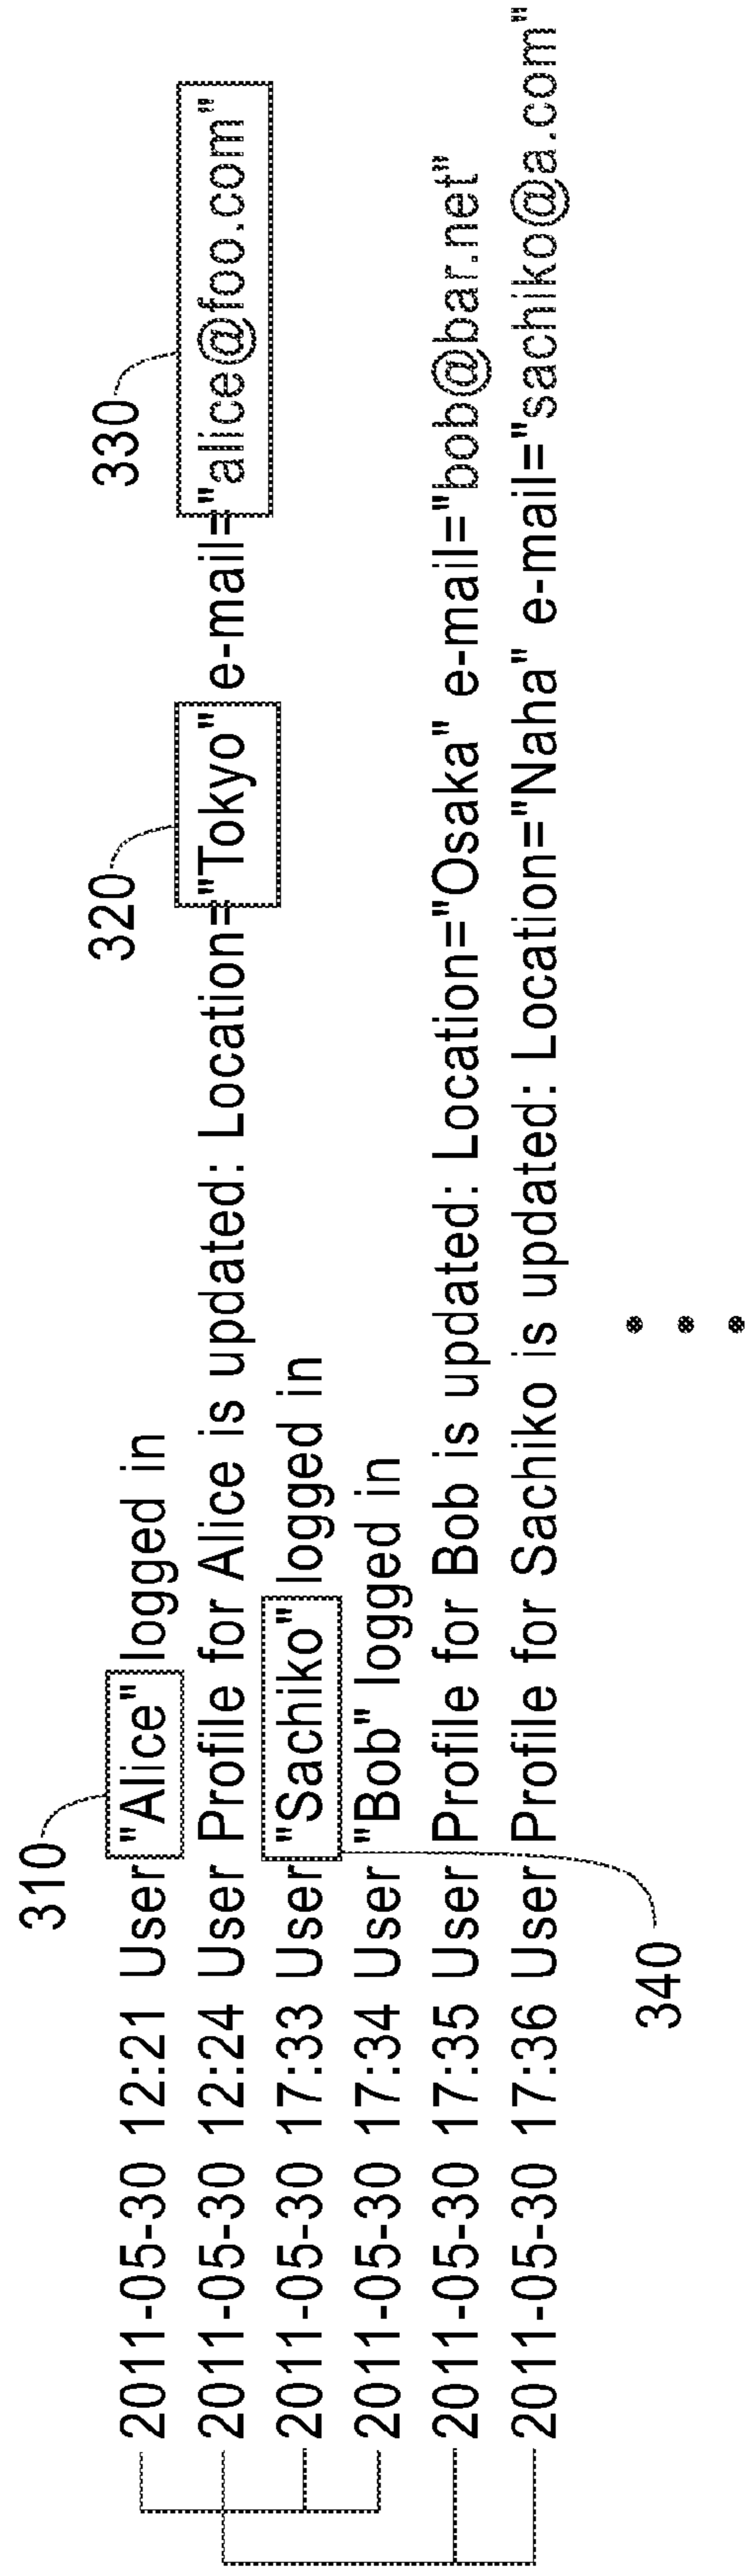 310
320
330
2011-05-30 12:21 User "Alice" logged in
2011-05-30 12:24 User Profile for Alice is updated: Location="Tokyo" e-mail="alice@foo.com"
2011-05-30 17:33 User "Sachiko" logged in
2011-05-30 17:34 User "Bob" logged in
2011-05-30 17:35 User Profile for Bob is updated: Location="Osaka" e-mail="bob@bar.net"
2011-05-30 17:36 User Profile for Sachiko is updated: Location="Naha" e-mail="sachiko@a.com"
340